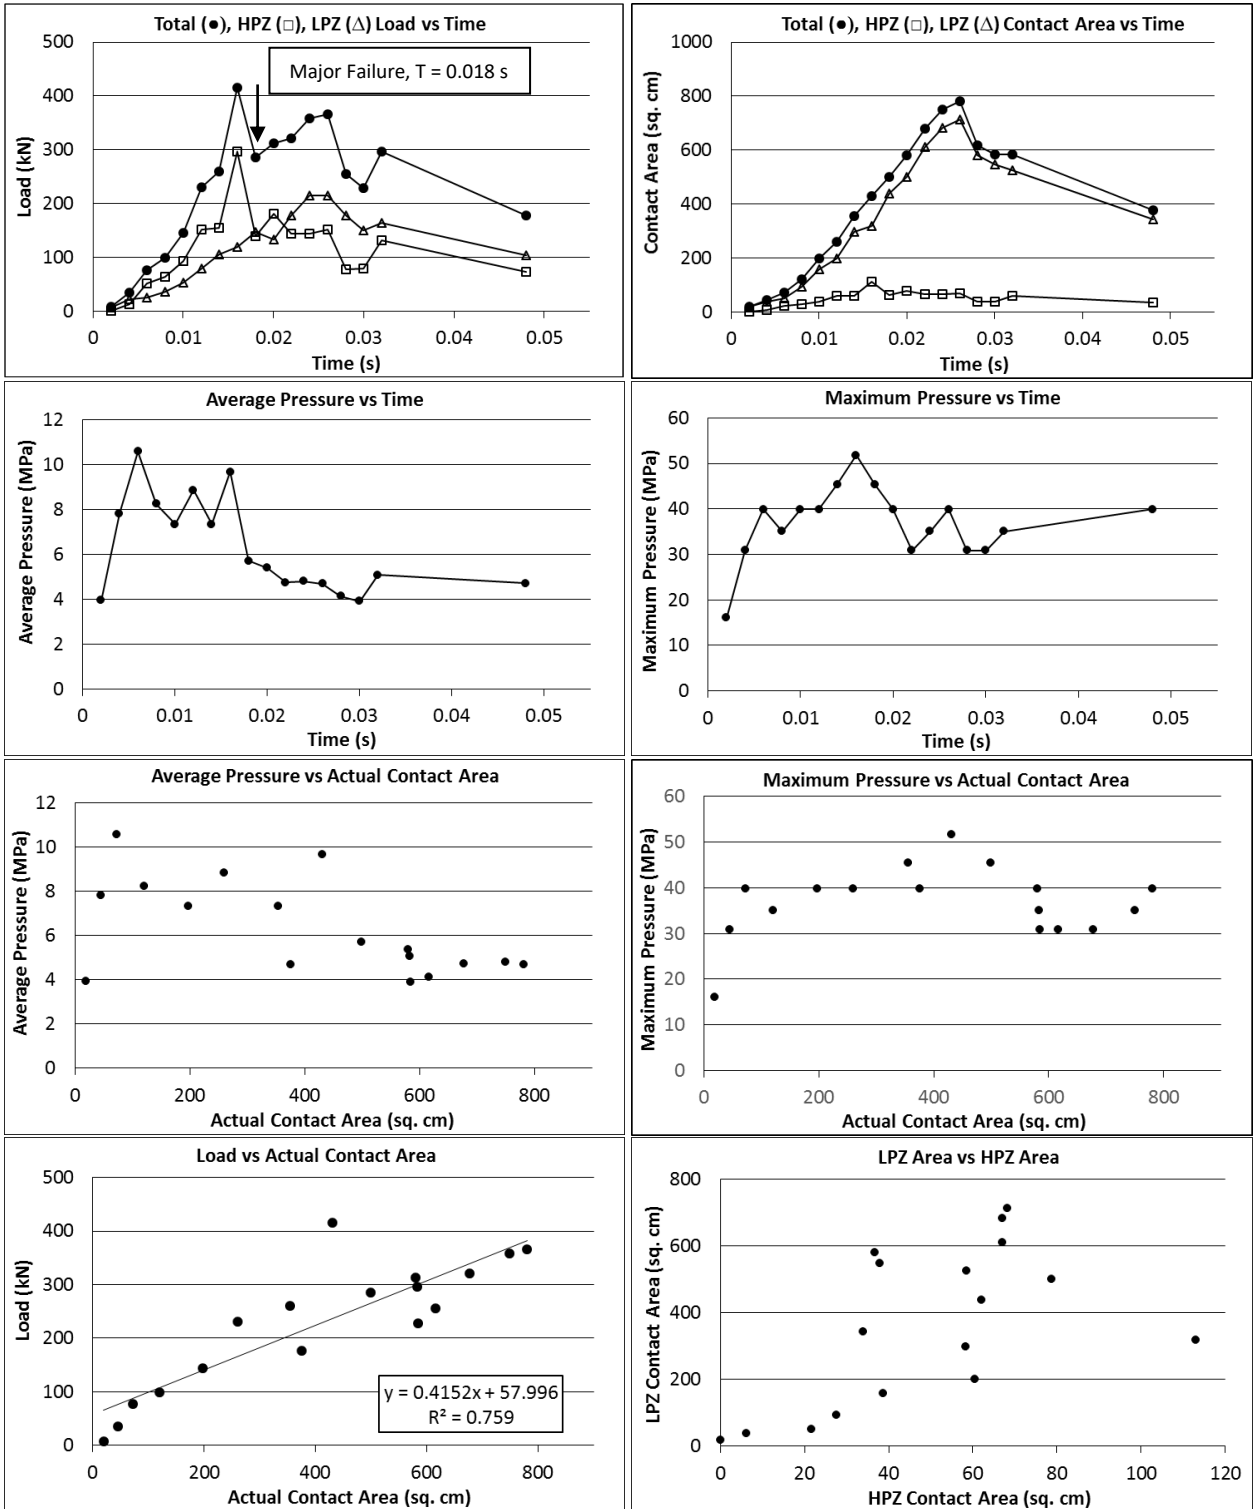 Total (●), HPZ (□), LPZ (△) Load vs Time
500
400
300
200
100
0
Load (kN)
Major Failure, T = 0.018 s
0 0.01 0.02 0.03 0.04 0.05
Time (s)
Total (●), HPZ (□), LPZ (△) Contact Area vs Time
1000
800
600
400
200
0
Contact Area (sq. cm)
0 0.01 0.02 0.03 0.04 0.05
Time (s)
Average Pressure vs Time
12
10
8
6
4
2
0
Average Pressure (MPa)
0 0.01 0.02 0.03 0.04 0.05
Time (s)
Maximum Pressure vs Time
60
50
40
30
20
10
0
Maximum Pressure (MPa)
0 0.01 0.02 0.03 0.04 0.05
Time (s)
Average Pressure vs Actual Contact Area
12
10
8
6
4
2
0
Average Pressure (MPa)
0 200 400 600 800
Actual Contact Area (sq. cm)
Maximum Pressure vs Actual Contact Area
60
50
40
30
20
10
0
Maximum Pressure (MPa)
0 200 400 600 800
Actual Contact Area (sq. cm)
Load vs Actual Contact Area
500
400
300
200
100
0
Load (kN)
y = 0.4152x + 57.996
R² = 0.759
0 200 400 600 800
Actual Contact Area (sq. cm)
LPZ Area vs HPZ Area
800
600
400
200
0
LPZ Contact Area (sq. cm)
0 20 40 60 80 100 120
HPZ Contact Area (sq. cm)